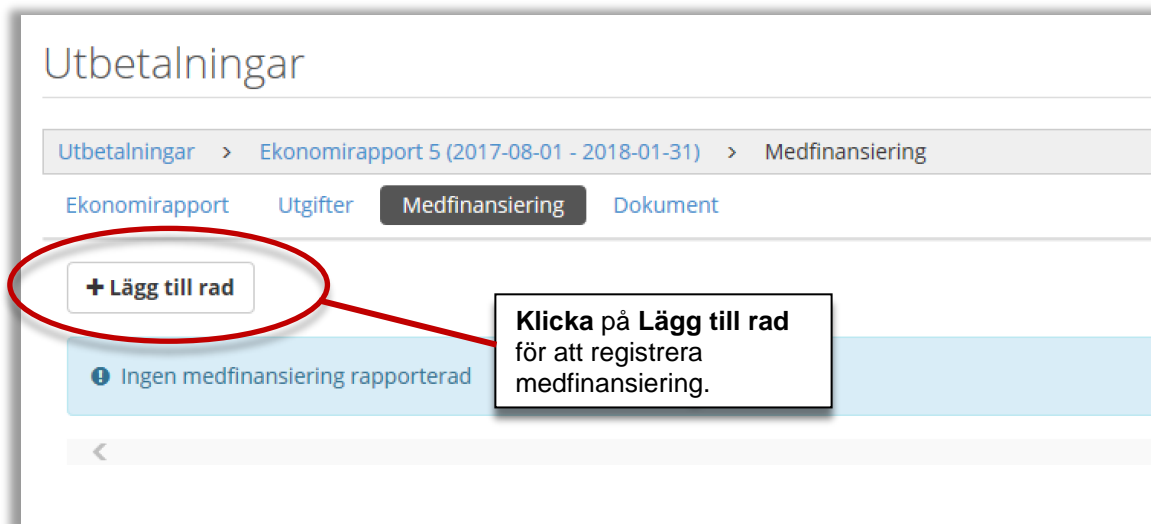 Utbetalningar
Utbetalningar > Ekonomirapport 5 (2017-08-01 - 2018-01-31) > Medfinansiering
Ekonomirapport Utgifter Medfinansiering Dokument
+ Lägg till rad
Klicka på Lägg till rad
för att registrera
medfinansiering.
Ingen medfinansiering rapporterad